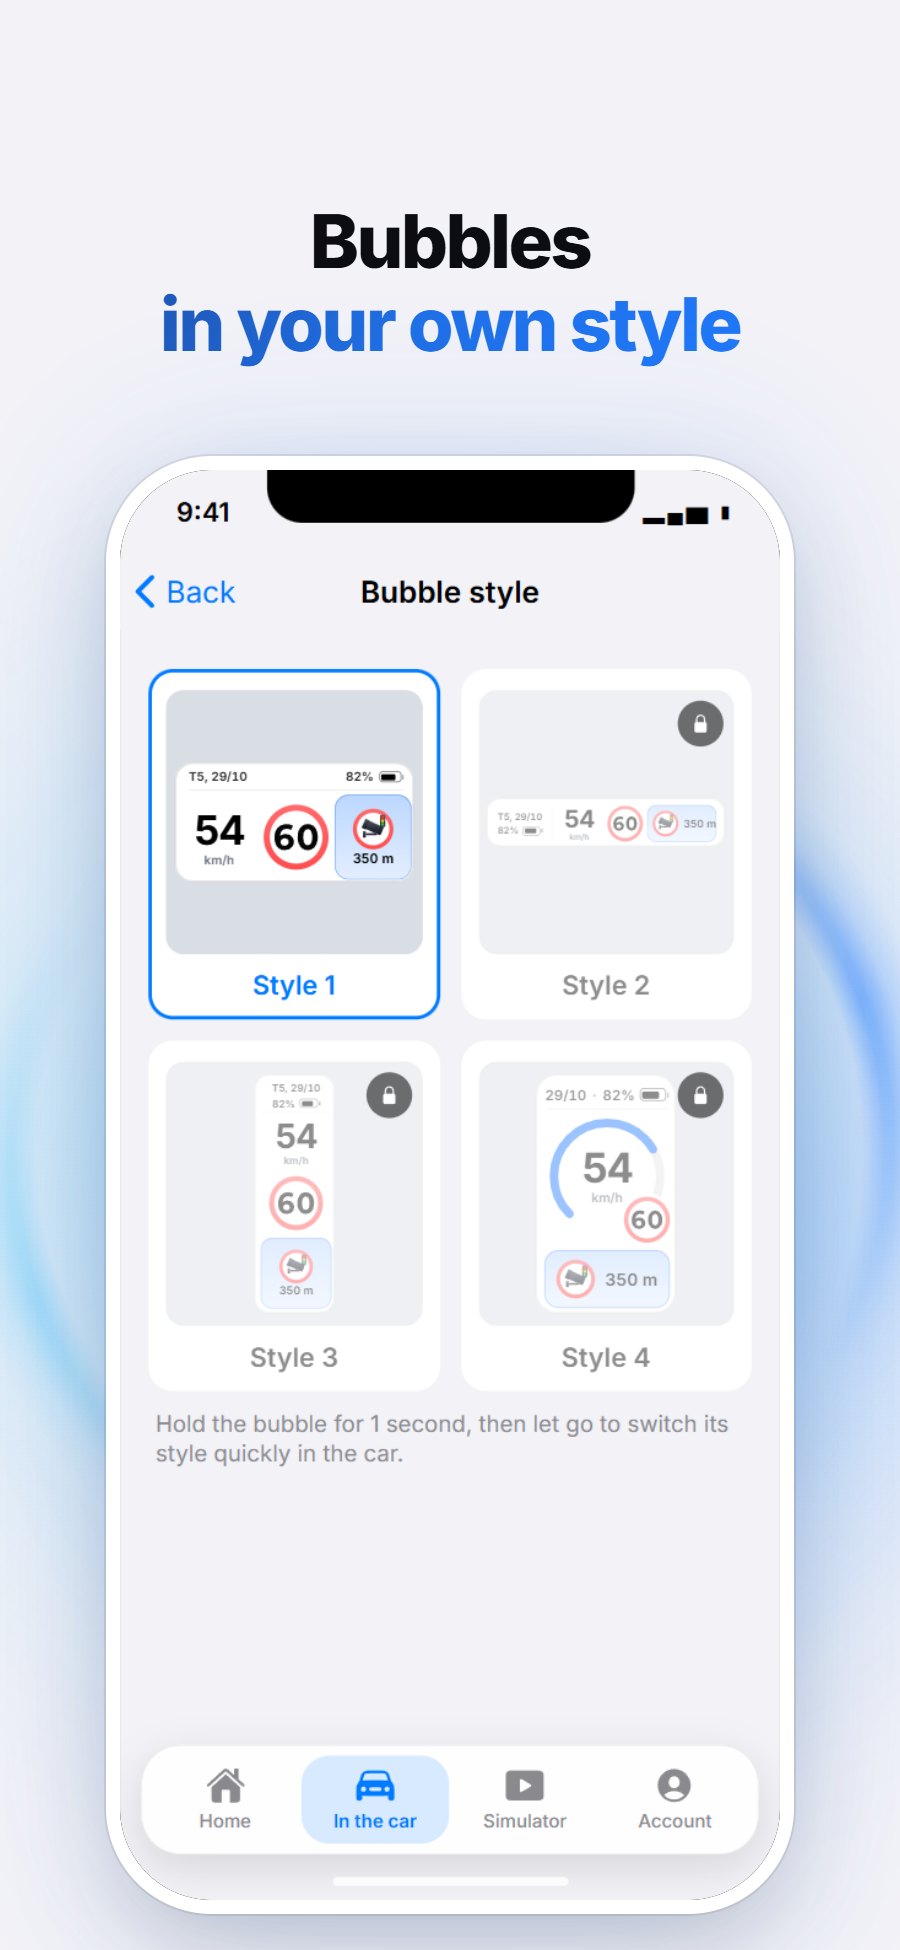 Bubbles
in your own style
9:41
Back
Bubble style
T5, 29/10 82%
54 60
km/h 350 m
Style 1
T5, 29/10
82%
54
km/h
60
350 m
Style 2
T5, 29/10
82%
54
km/h
60
350 m
Style 3
29/10 · 82%
54
km/h
60
350 m
Style 4
Hold the bubble for 1 second, then let go to switch its
style quickly in the car.
Home In the car Simulator Account